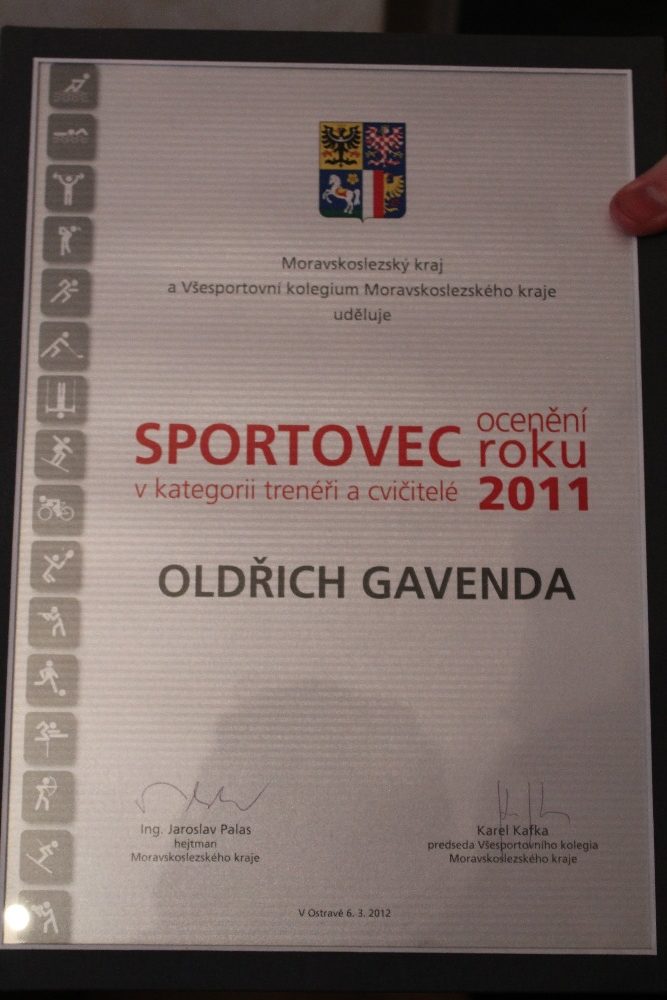 Moravskoslezský kraj
a Všesportovní kolegium Moravskoslezského kraje
uděluje
ocenění
SPORTOVEC roku
v kategorii trenéři a cvičitelé 2011
OLDŘICH GAVENDA
Ing. Jaroslav Palas
hejtman
Moravskoslezského kraje
Karel Kafka
predseda Všesportovního kolegia
Moravskoslezského kraje
V Ostravě 6. 3. 2012